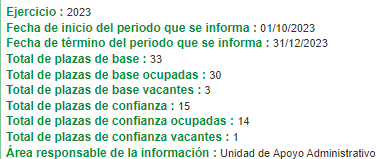 Ejercicio : 2023
Fecha de inicio del periodo que se informa : 01/10/2023
Fecha de término del periodo que se informa : 31/12/2023
Total de plazas de base : 33
Total de plazas de base ocupadas : 30
Total de plazas de base vacantes : 3
Total de plazas de confianza : 15
Total de plazas de confianza ocupadas : 14
Total de plazas de confianza vacantes : 1
Área responsable de la información : Unidad de Apoyo Administrativo